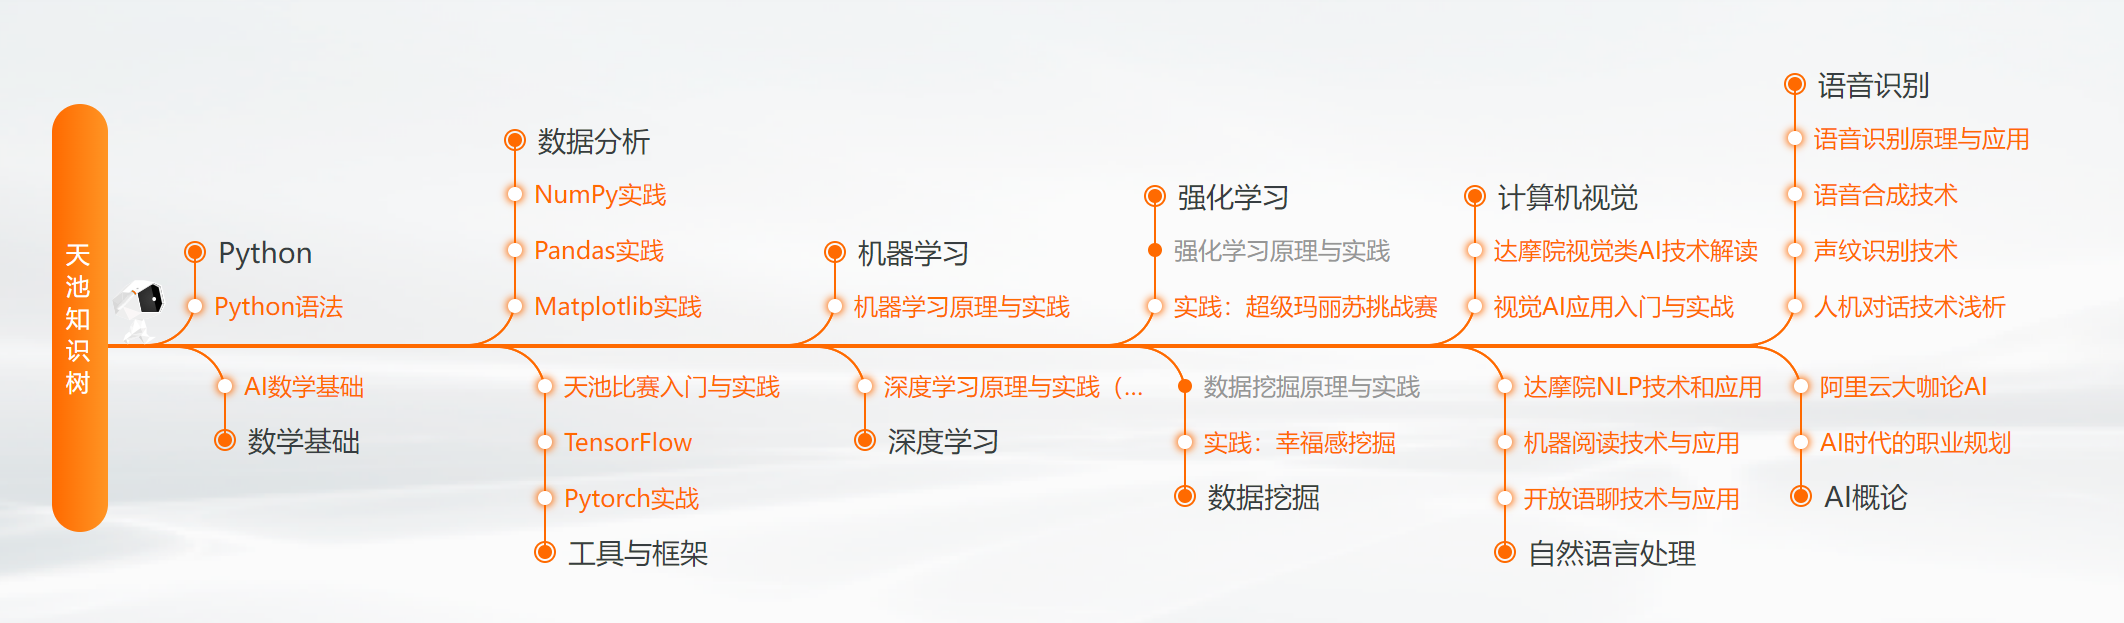 天池知识树
Python
Python语法
AI数学基础
数学基础
数据分析
NumPy实践
Pandas实践
Matplotlib实践
天池比赛入门与实践
TensorFlow
Pytorch实战
工具与框架
机器学习
机器学习原理与实践
深度学习原理与实践（...
深度学习
强化学习
强化学习原理与实践
实践：超级玛丽苏挑战赛
数据挖掘原理与实践
实践：幸福感挖掘
数据挖掘
计算机视觉
达摩院视觉类AI技术解读
视觉AI应用入门与实战
达摩院NLP技术和应用
机器阅读技术与应用
开放语聊技术与应用
自然语言处理
语音识别
语音识别原理与应用
语音合成技术
声纹识别技术
人机对话技术浅析
阿里云大咖论AI
AI时代的职业规划
AI概论